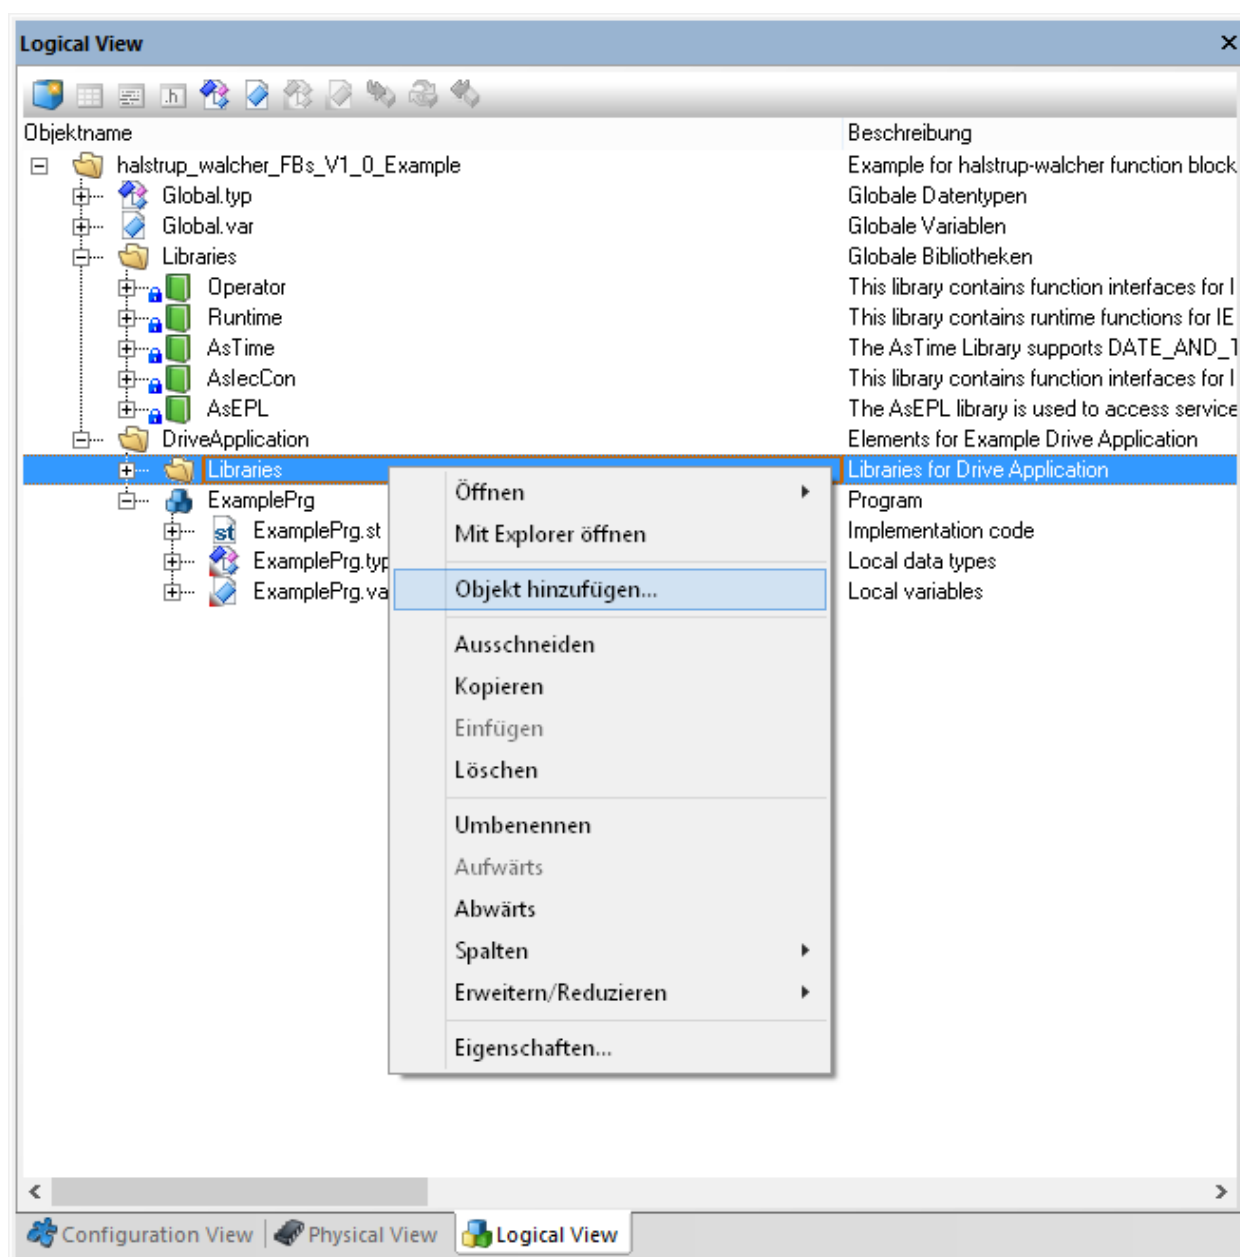 Logical View
.h
Objektname Beschreibung
halstrup_walcher_FBs_V1_0_Example Example for halstrup-walcher function block
Global.typ Globale Datentypen
Global.var Globale Variablen
Libraries Globale Bibliotheken
Operator This library contains function interfaces for I
Runtime This library contains runtime functions for IE
AsTime The AsTime Library supports DATE_AND_T
AsIecCon This library contains function interfaces for I
AsEPL The AsEPL library is used to access service
DriveApplication Elements for Example Drive Application
Libraries Libraries for Drive Application
ExamplePrg Program
st ExamplePrg.st Implementation code
ExamplePrg.typ Local data types
ExamplePrg.va Local variables
Öffnen
Mit Explorer öffnen
Objekt hinzufügen...
Ausschneiden
Kopieren
Einfügen
Löschen
Umbenennen
Aufwärts
Abwärts
Spalten
Erweitern/Reduzieren
Eigenschaften...
Configuration View Physical View Logical View